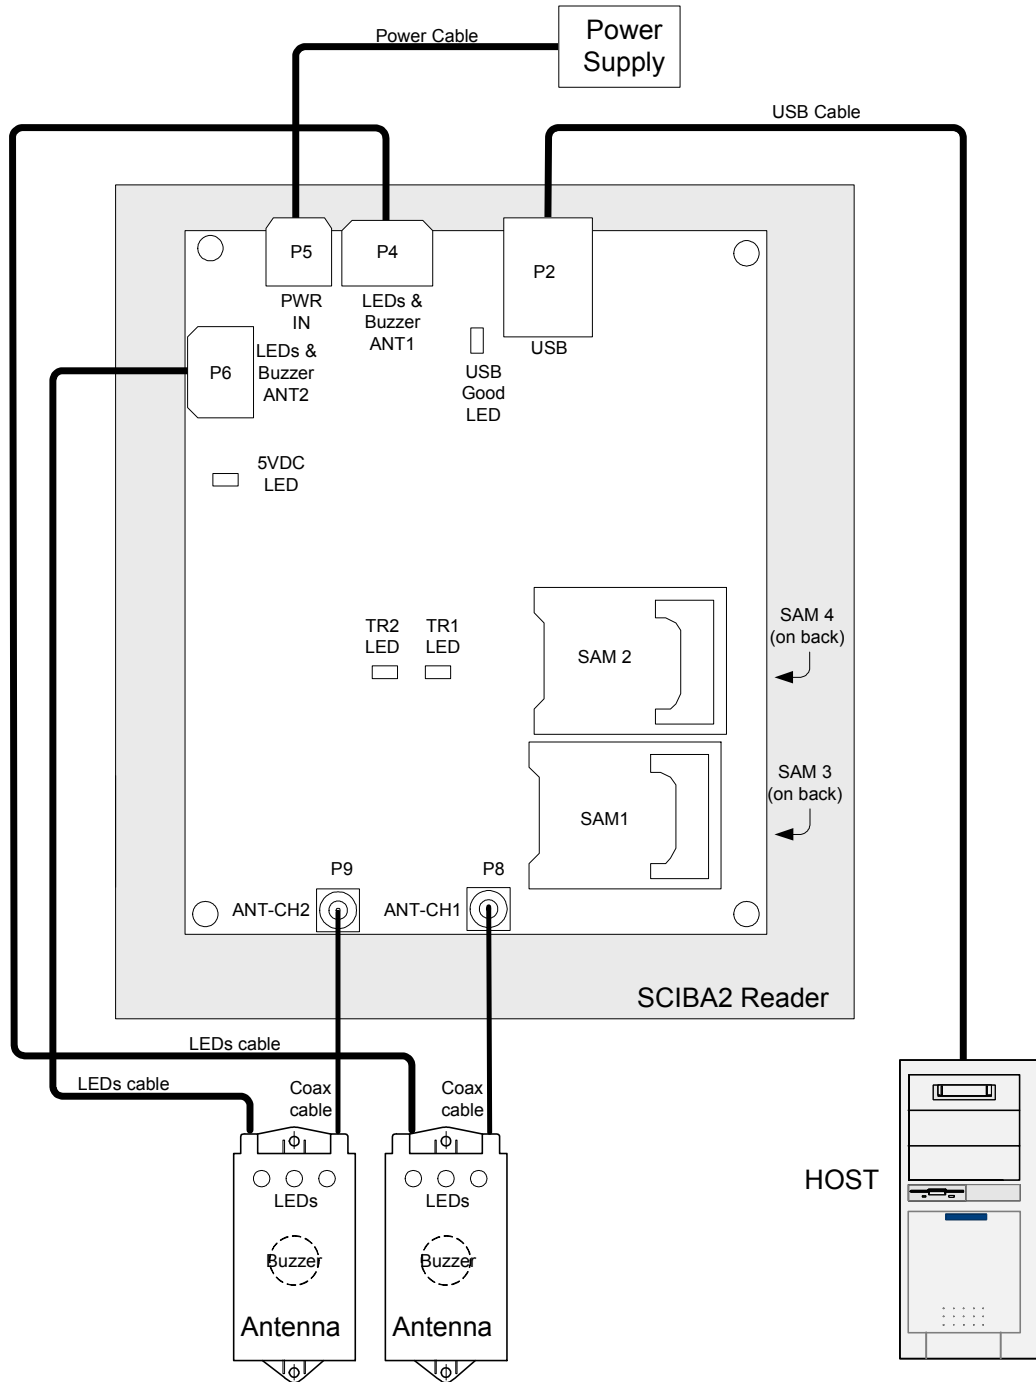 Power
Supply
Power Cable
USB Cable
P5
P4
P2
PWR
IN
LEDs &
Buzzer
ANT1
USB
P6
LEDs &
Buzzer
ANT2
USB
Good
LED
5VDC
LED
TR2
LED
TR1
LED
SAM 2
SAM 4
(on back)
SAM1
SAM 3
(on back)
P9
P8
ANT-CH2
ANT-CH1
SCIBA2 Reader
LEDs cable
LEDs cable
Coax
cable
Coax
cable
LEDs
Buzzer
Antenna
LEDs
Buzzer
Antenna
HOST